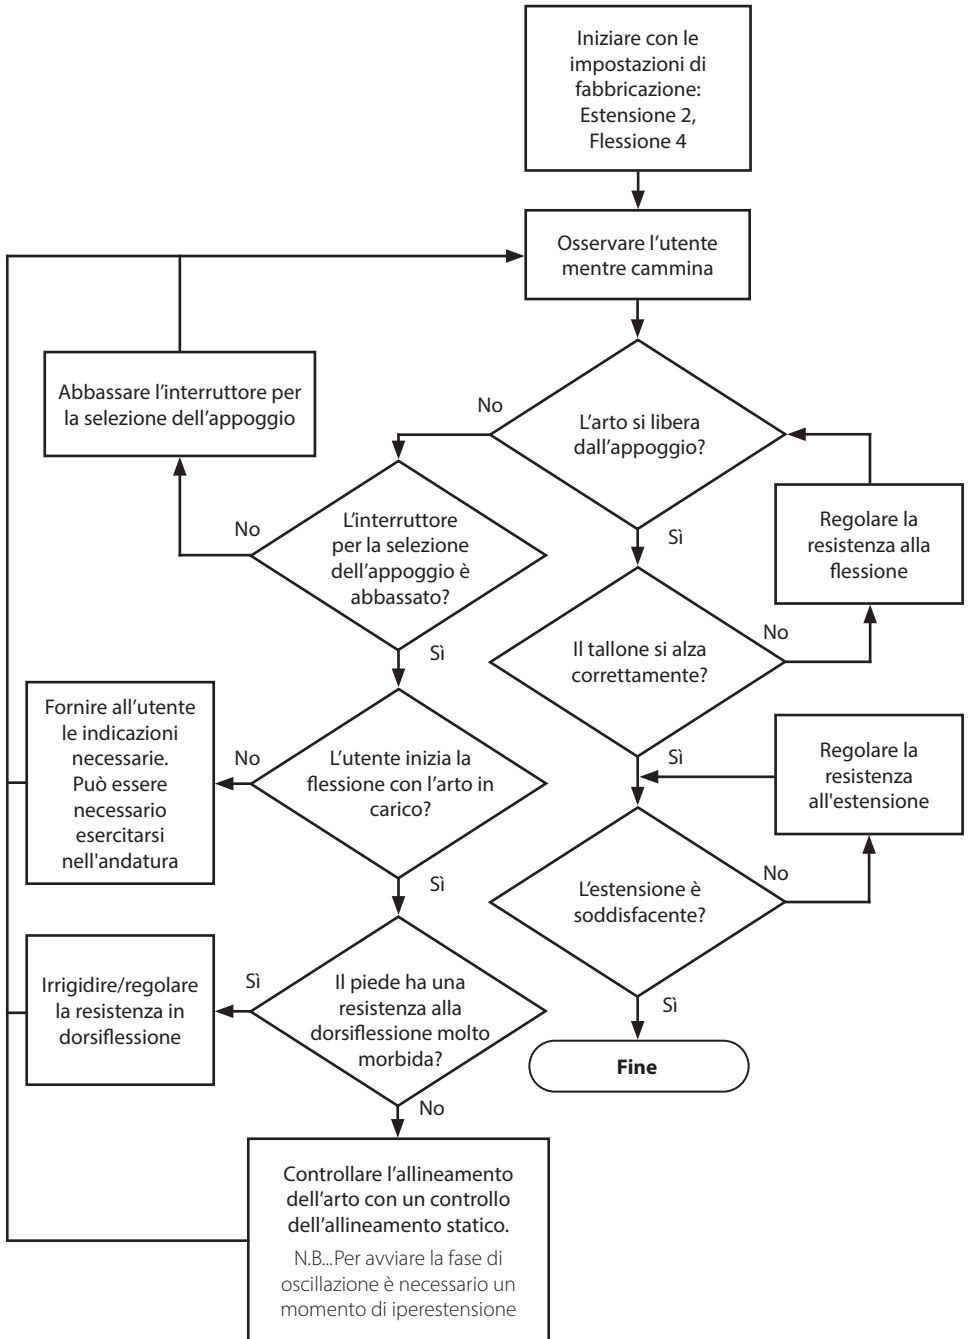 Iniziare con le
impostazioni di
fabbricazione:
Estensione 2,
Flessione 4
Osservare l’utente
mentre cammina
Abbassare l’interruttore per
la selezione dell’appoggio
No
L’arto si libera
dall’appoggio?
No
L’interruttore
per la selezione
dell’appoggio è
abbassato?
Sì
Regolare la
resistenza alla
flessione
Sì
Il tallone si alza
correttamente?
No
Fornire all’utente
le indicazioni
necessarie.
Può essere
necessario
esercitarsi
nell'andatura
No
L’utente inizia la
flessione con l’arto in
carico?
Sì
Regolare la
resistenza
all'estensione
Sì
L’estensione è
soddisfacente?
No
Irrigidire/regolare
la resistenza in
dorsiflessione
Sì
Il piede ha una
resistenza alla
dorsiflessione molto
morbida?
Sì
Fine
No
Controllare l’allineamento
dell’arto con un controllo
dell’allineamento statico.
N.B...Per avviare la fase di
oscillazione è necessario un
momento di iperestensione